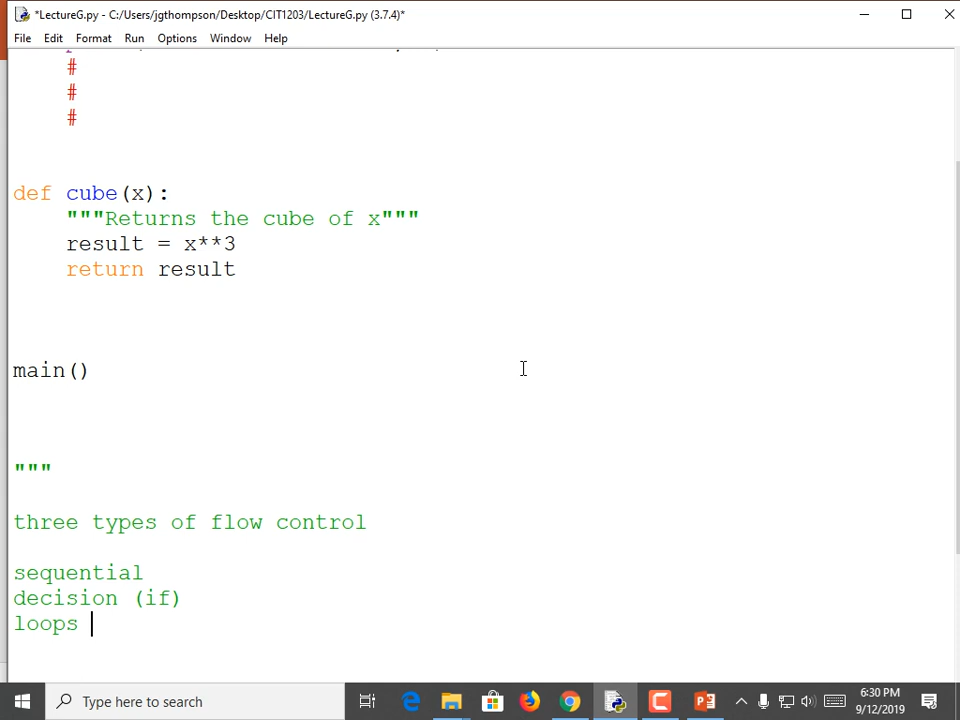 *LectureG.py - C:/Users/jgthompson/Desktop/CIT1203/LectureG.py (3.7.4)*
File Edit Format Run Options Window Help
#
#
#
def cube(x):
"""Returns the cube of x"""
result = x**3
return result
main()
"""
three types of flow control
sequential
decision (if)
loops
Type here to search
6:30 PM
9/12/2019